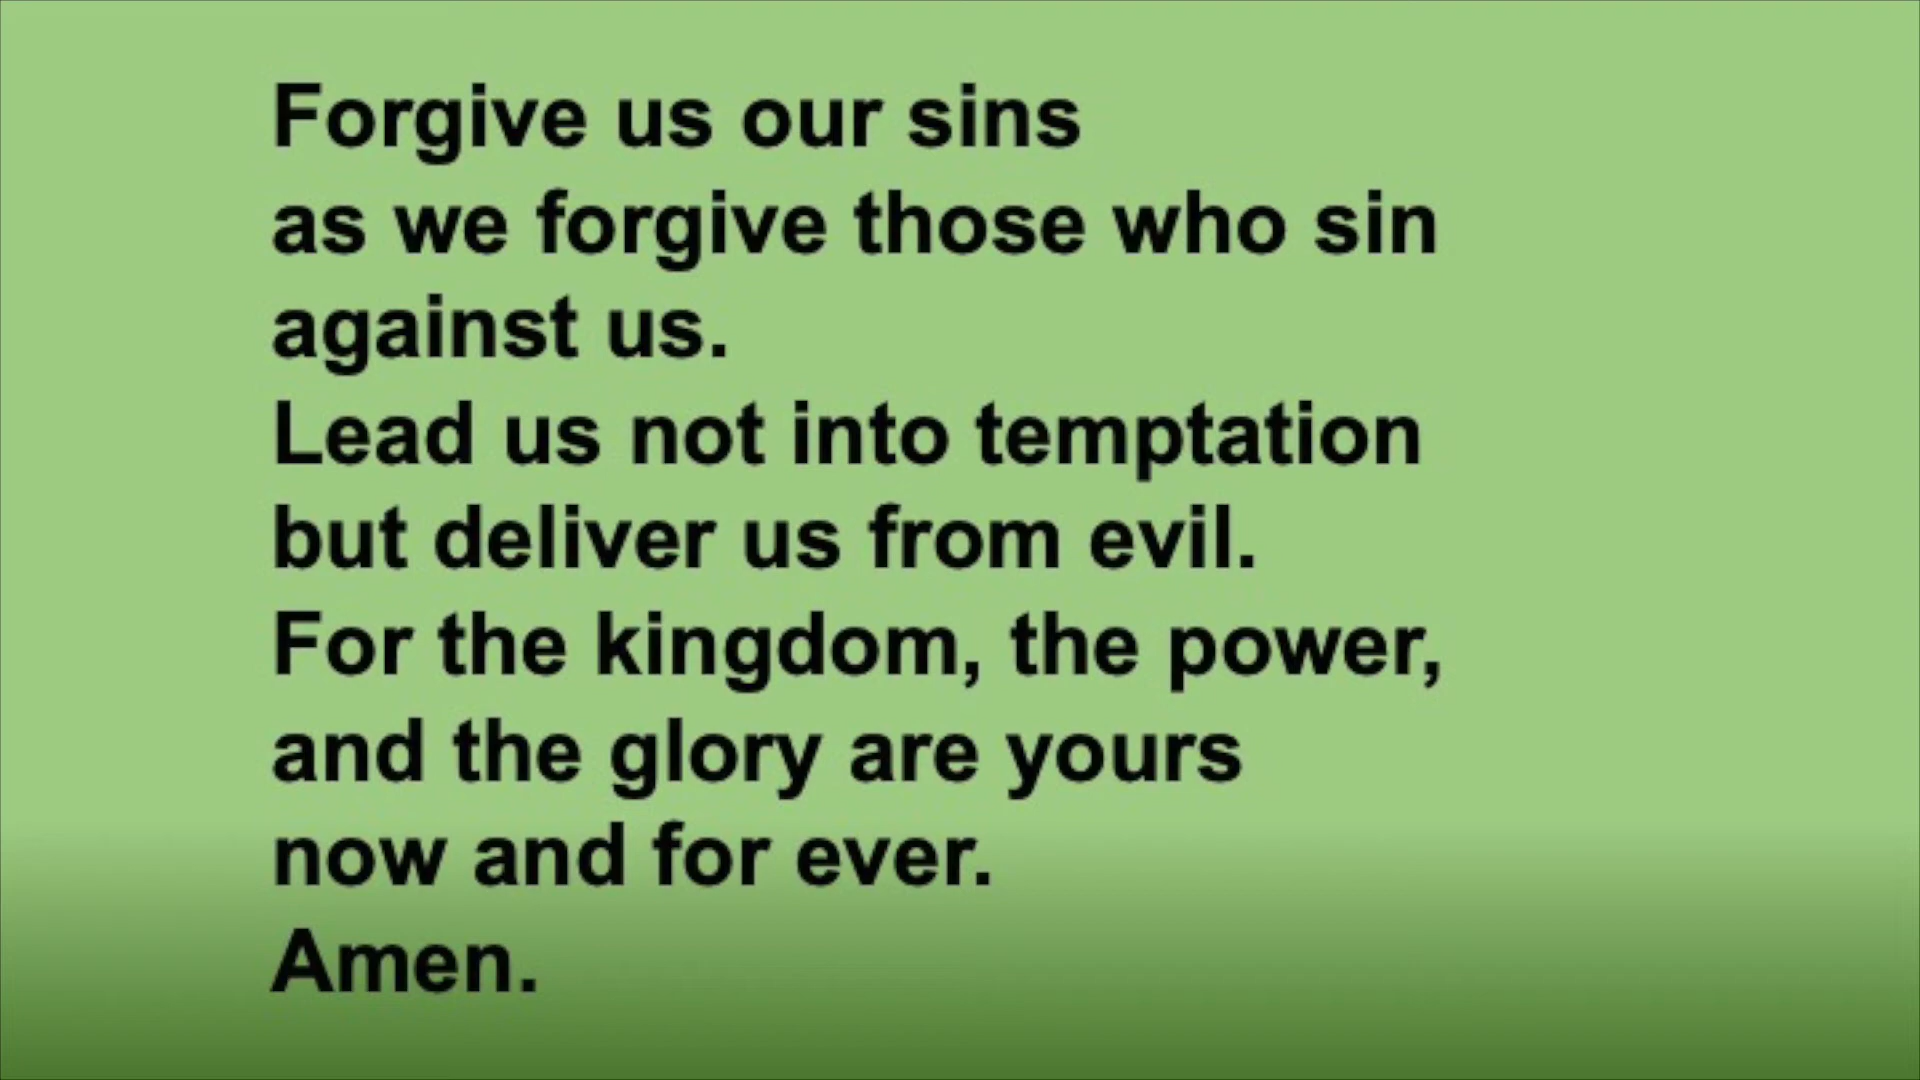 Forgive us our sins
as we forgive those who sin
against us.
Lead us not into temptation
but deliver us from evil.
For the kingdom, the power,
and the glory are yours
now and for ever.
Amen.